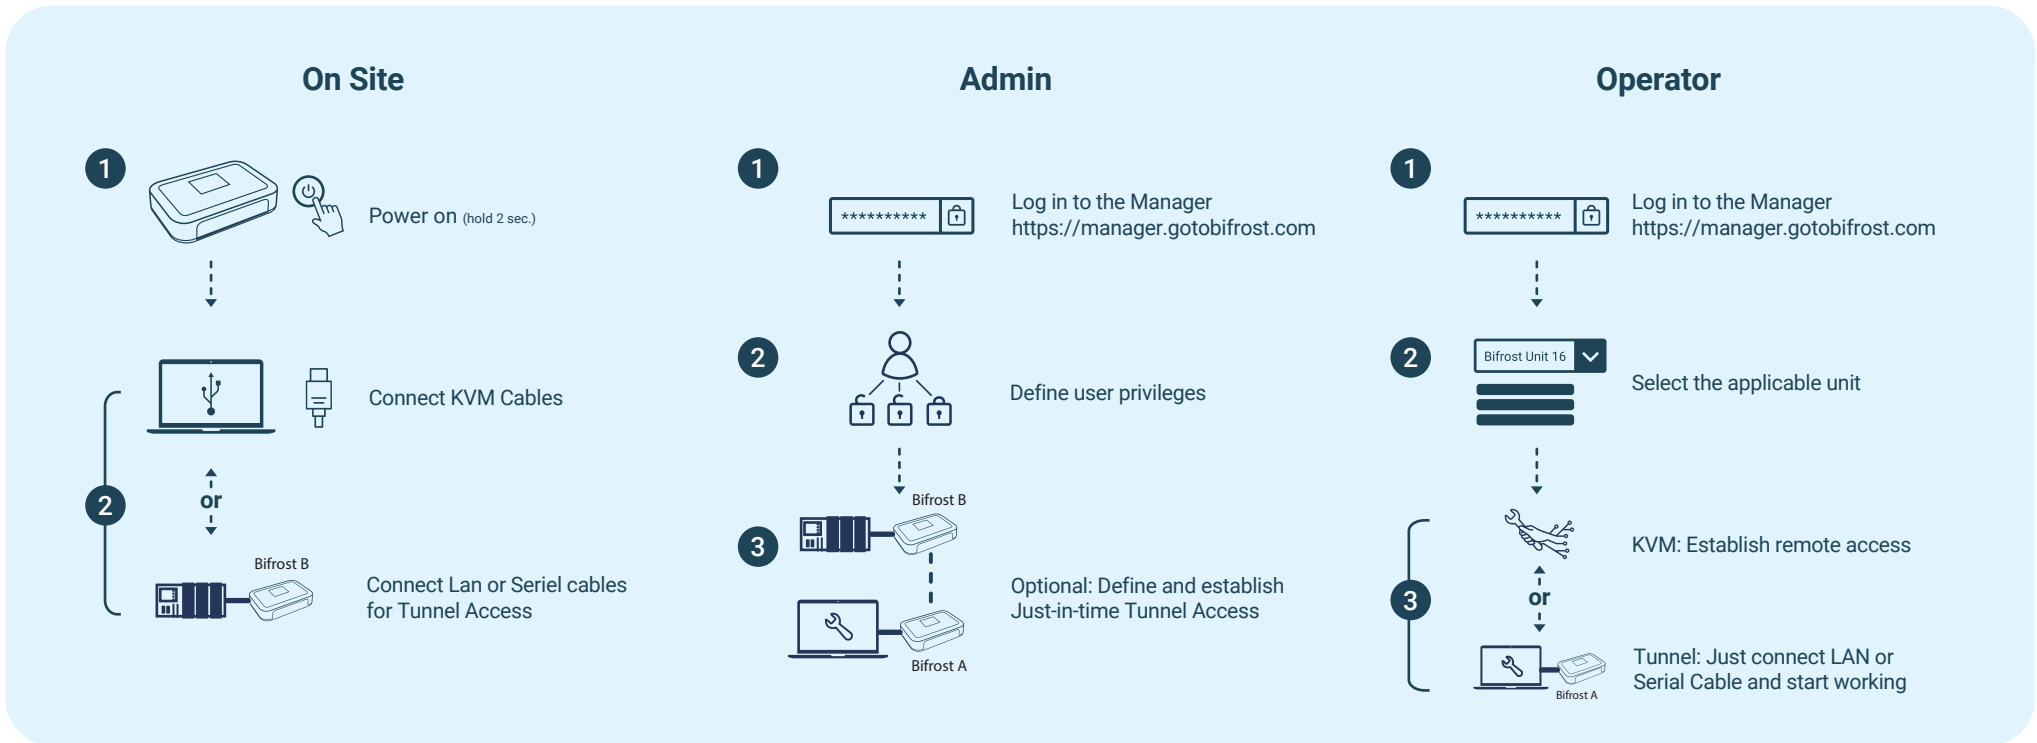 On Site
1
Power on (hold 2 sec.)
Connect KVM Cables
2
or
Bifrost B
Connect Lan or Seriel cables
for Tunnel Access
Admin
1
**********
Log in to the Manager
https://manager.gotobifrost.com
2
Define user privileges
3
Bifrost B
Optional: Define and establish
Just-in-time Tunnel Access
Bifrost A
Operator
1
**********
Log in to the Manager
https://manager.gotobifrost.com
2
Bifrost Unit 16
Select the applicable unit
KVM: Establish remote access
3
or
Tunnel: Just connect LAN or
Serial Cable and start working
Bifrost A